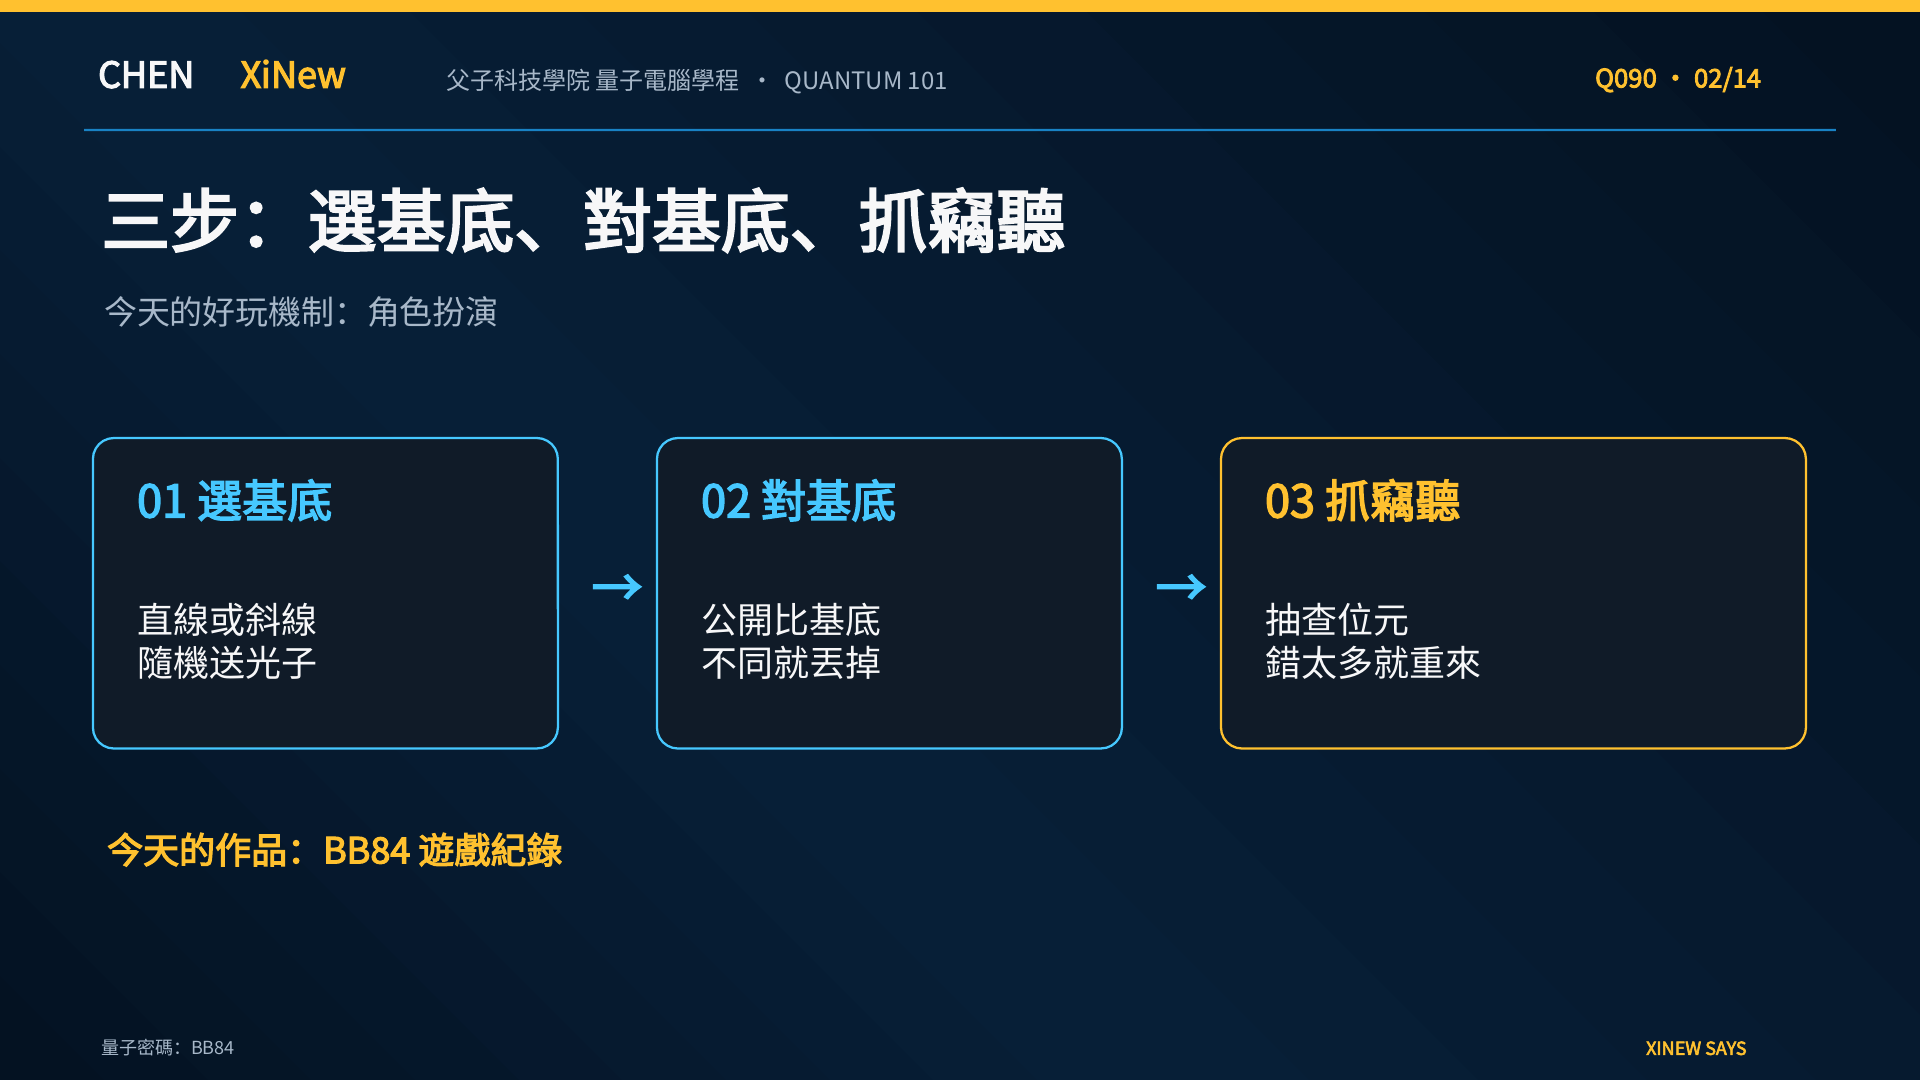 CHEN XiNew 父子科技學院 量子電腦學程 · QUANTUM 101 Q090 · 02/14
三步：選基底、對基底、抓竊聽
今天的好玩機制：角色扮演
01 選基底
直線或斜線
隨機送光子
→
02 對基底
公開比基底
不同就丟掉
→
03 抓竊聽
抽查位元
錯太多就重來
今天的作品：BB84 遊戲紀錄
量子密碼：BB84
XINEW SAYS